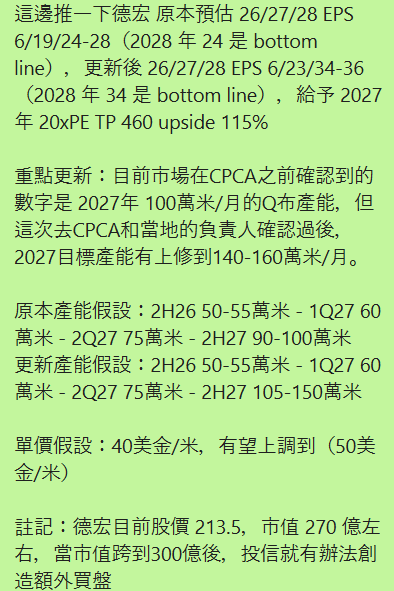 這邊推一下德宏 原本預估 26/27/28 EPS
6/19/24-28（2028 年 24 是 bottom
line），更新後 26/27/28 EPS 6/23/34-36
（2028 年 34 是 bottom line），給予 2027
年 20xPE TP 460 upside 115%
重點更新：目前市場在CPCA之前確認到的
數字是 2027年 100萬米/月的Q布產能，但
這次去CPCA和當地的負責人確認過後，
2027目標產能有上修到140-160萬米/月。
原本產能假設：2H26 50-55萬米 - 1Q27 60
萬米 - 2Q27 75萬米 - 2H27 90-100萬米
更新產能假設：2H26 50-55萬米 - 1Q27 60
萬米 - 2Q27 75萬米 - 2H27 105-150萬米
單價假設：40美金/米，有望上調到（50美
金/米）
註記：德宏目前股價 213.5，市值 270 億左
右，當市值跨到300億後，投信就有辦法創
造額外買盤